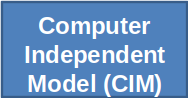 Computer
Independent
Model (CIM)